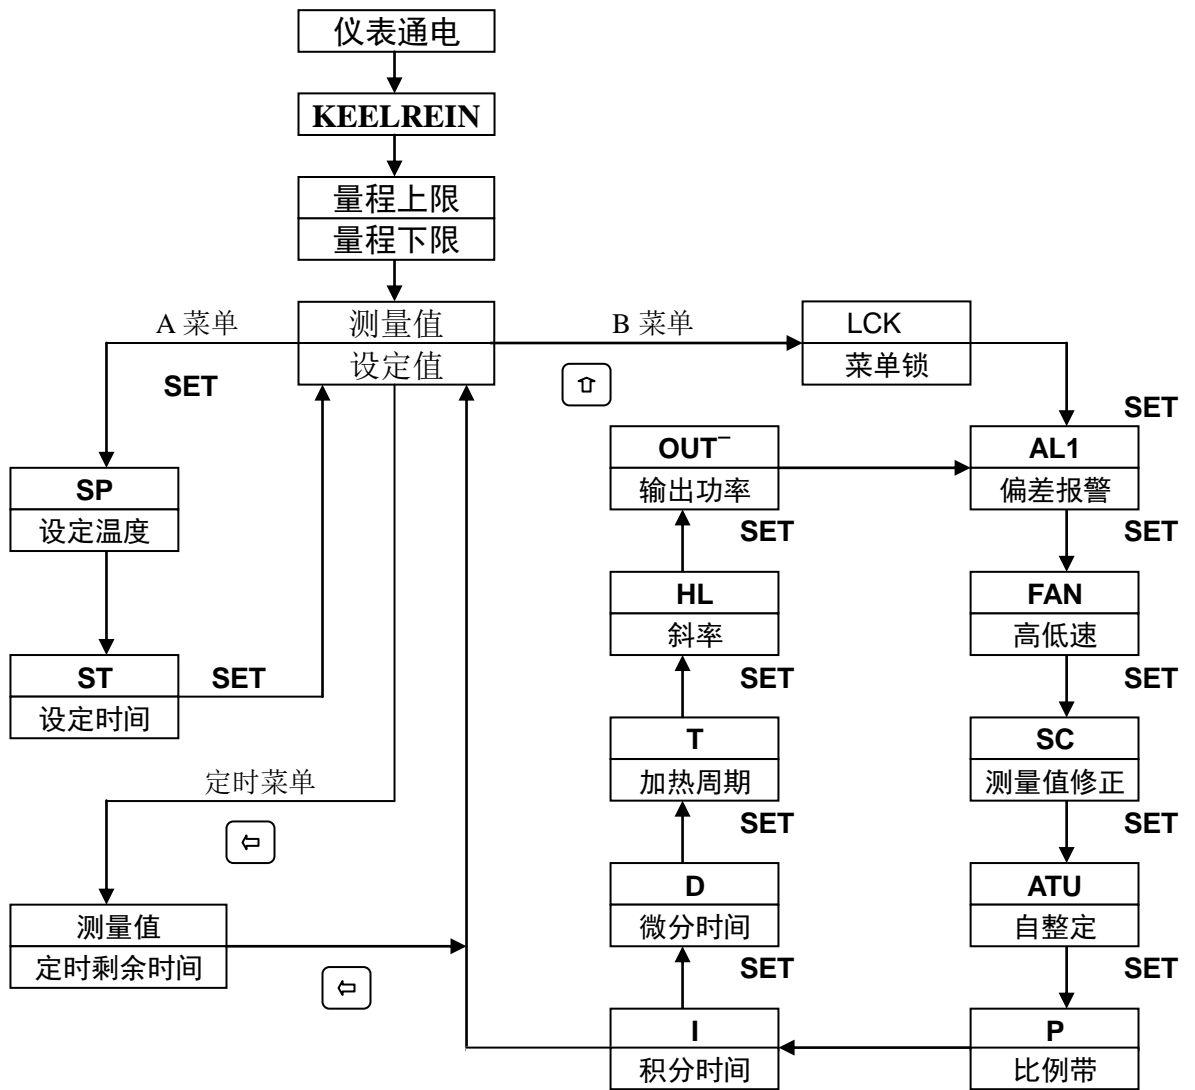 仪表通电
KEELREIN
量程上限
量程下限
A 菜单
测量值
设定值
B 菜单
LCK
菜单锁
SET
⇧
SET
OUT¯
输出功率
AL1
偏差报警
SP
设定温度
SET
SET
HL
斜率
FAN
高低速
ST
设定时间
SET
SET
SET
T
加热周期
SC
测量值修正
定时菜单
⇦
SET
SET
D
微分时间
ATU
自整定
测量值
定时剩余时间
⇦
SET
SET
I
积分时间
P
比例带